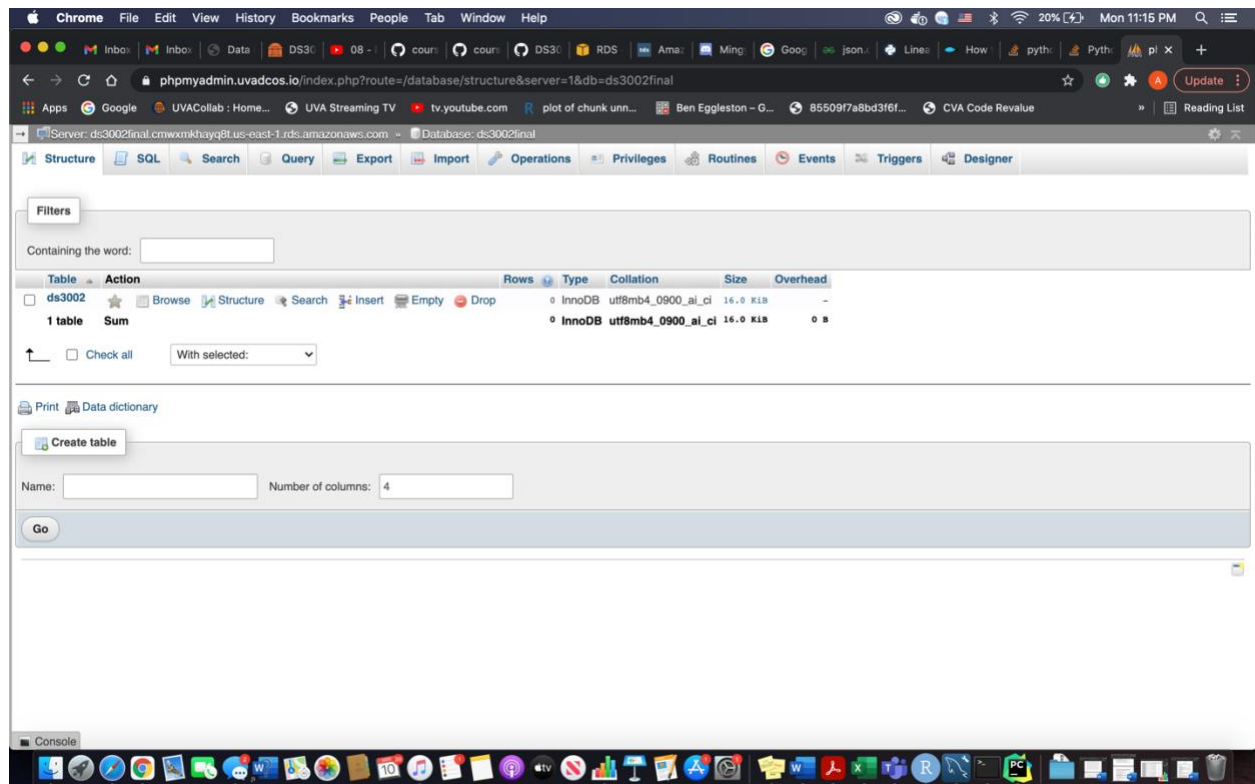 Chrome File Edit View History Bookmarks People Tab Window Help 20% Mon 11:15 PM
Inbox Inbox Data DS30 08 - cours cours DS30 RDS Amaz Ming Goog json. Linea How pytho Pytho pl
phpmyadmin.uvadcos.io/index.php?route=/database/structure&server=1&db=ds3002final A Update
Apps Google UVACollab : Home... UVA Streaming TV tv.youtube.com plot of chunk unn... Ben Eggleston – G... 85509f7a8bd3f6f... CVA Code Revalue » Reading List
Server: ds3002final.cmwxmkhayq8t.us-east-1.rds.amazonaws.com » Database: ds3002final
Structure SQL Search Query Export Import Operations Privileges Routines Events Triggers Designer
Filters
Containing the word:
Table Action Rows Type Collation Size Overhead
ds3002 Browse Structure Search Insert Empty Drop 0 InnoDB utf8mb4_0900_ai_ci 16.0 KiB -
1 table Sum 0 InnoDB utf8mb4_0900_ai_ci 16.0 KiB 0 B
Check all With selected:
Print Data dictionary
Create table
Name: Number of columns: 4
Go
Console